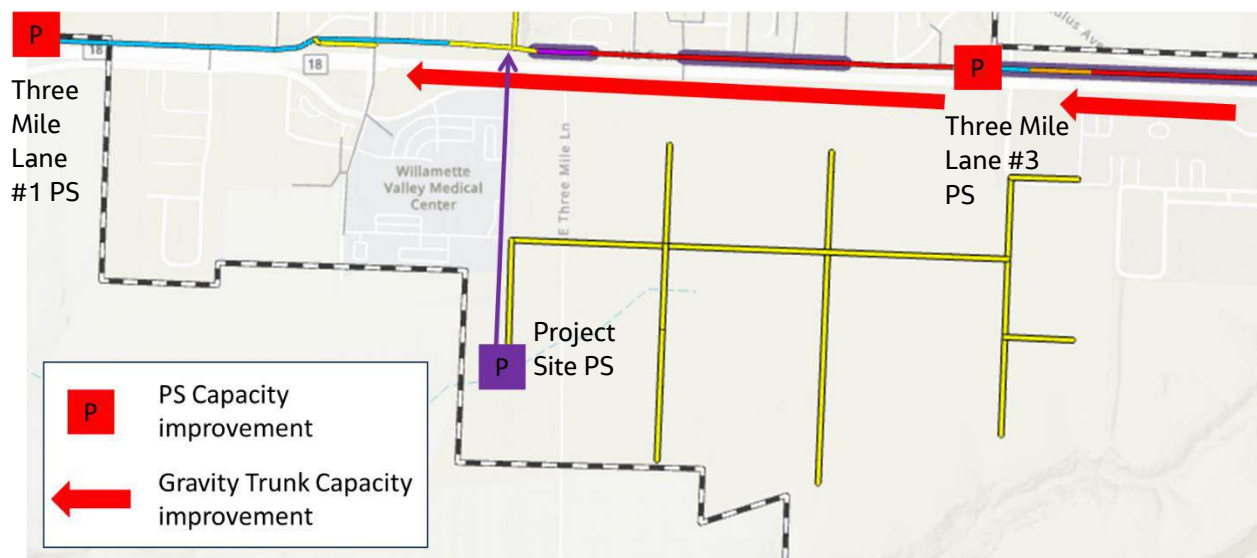 P
18
18
Three
Mile
Lane
#1 PS
P
Three Mile
Lane #3
PS
Willamette
Valley Medical
Center
E Three Mile Ln
P
Project
Site PS
P
PS Capacity
improvement
Gravity Trunk Capacity
improvement